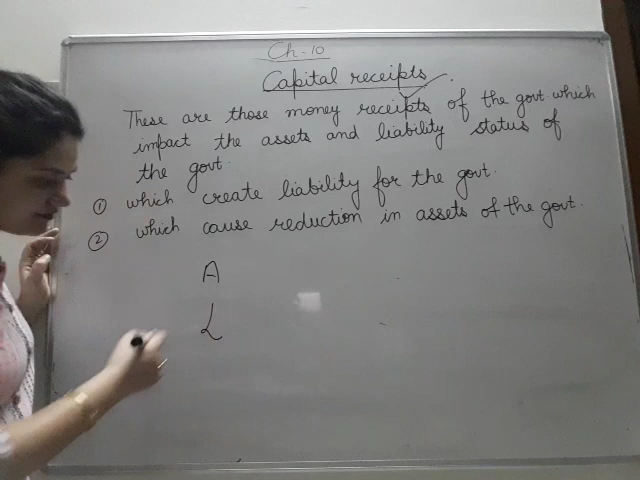 Ch-10
Capital receipts.
These are those money receipts of the govt which
impact the assets and liability status of
the govt.
① which create liability for the govt.
② which cause reduction in assets of the govt.
A
L